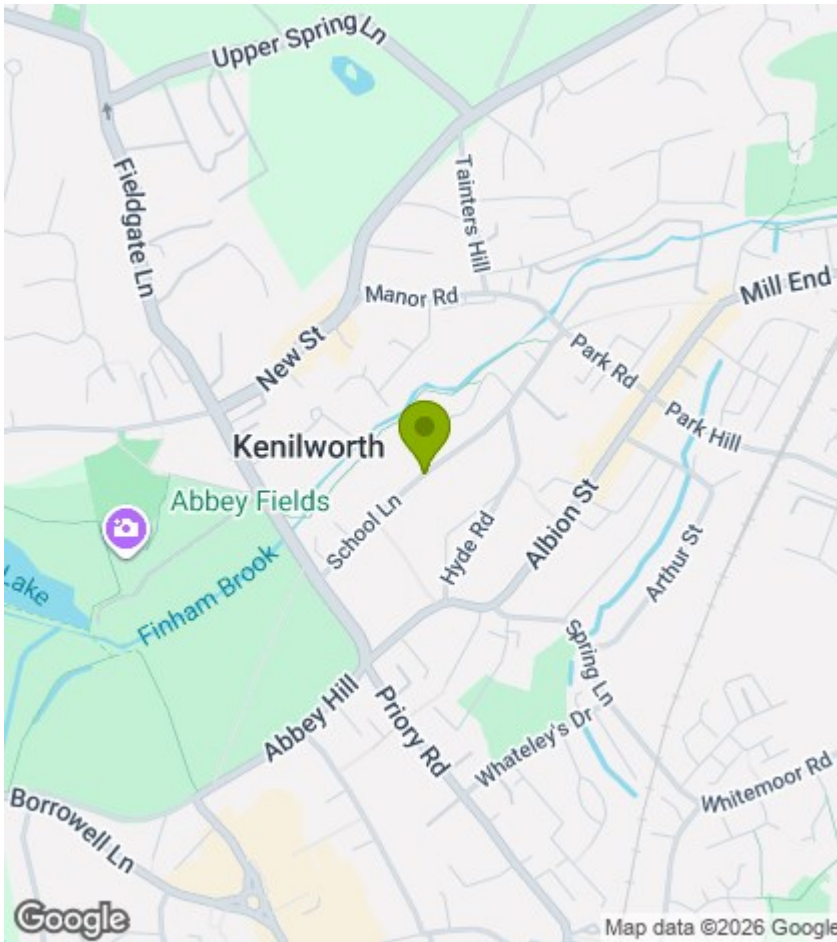 Upper Spring Ln
Fieldgate Ln
Tainters Hill
Manor Rd
Mill End
New St
Park Rd
Park Hill
Kenilworth
Abbey Fields
School Ln
Hyde Rd
Albion St
Arthur St
Lake
Finham Brook
Spring Ln
Abbey Hill
Priory Rd
Whateley's Dr
Whitemoor Rd
Borrowell Ln
Google
Map data ©2026 Google